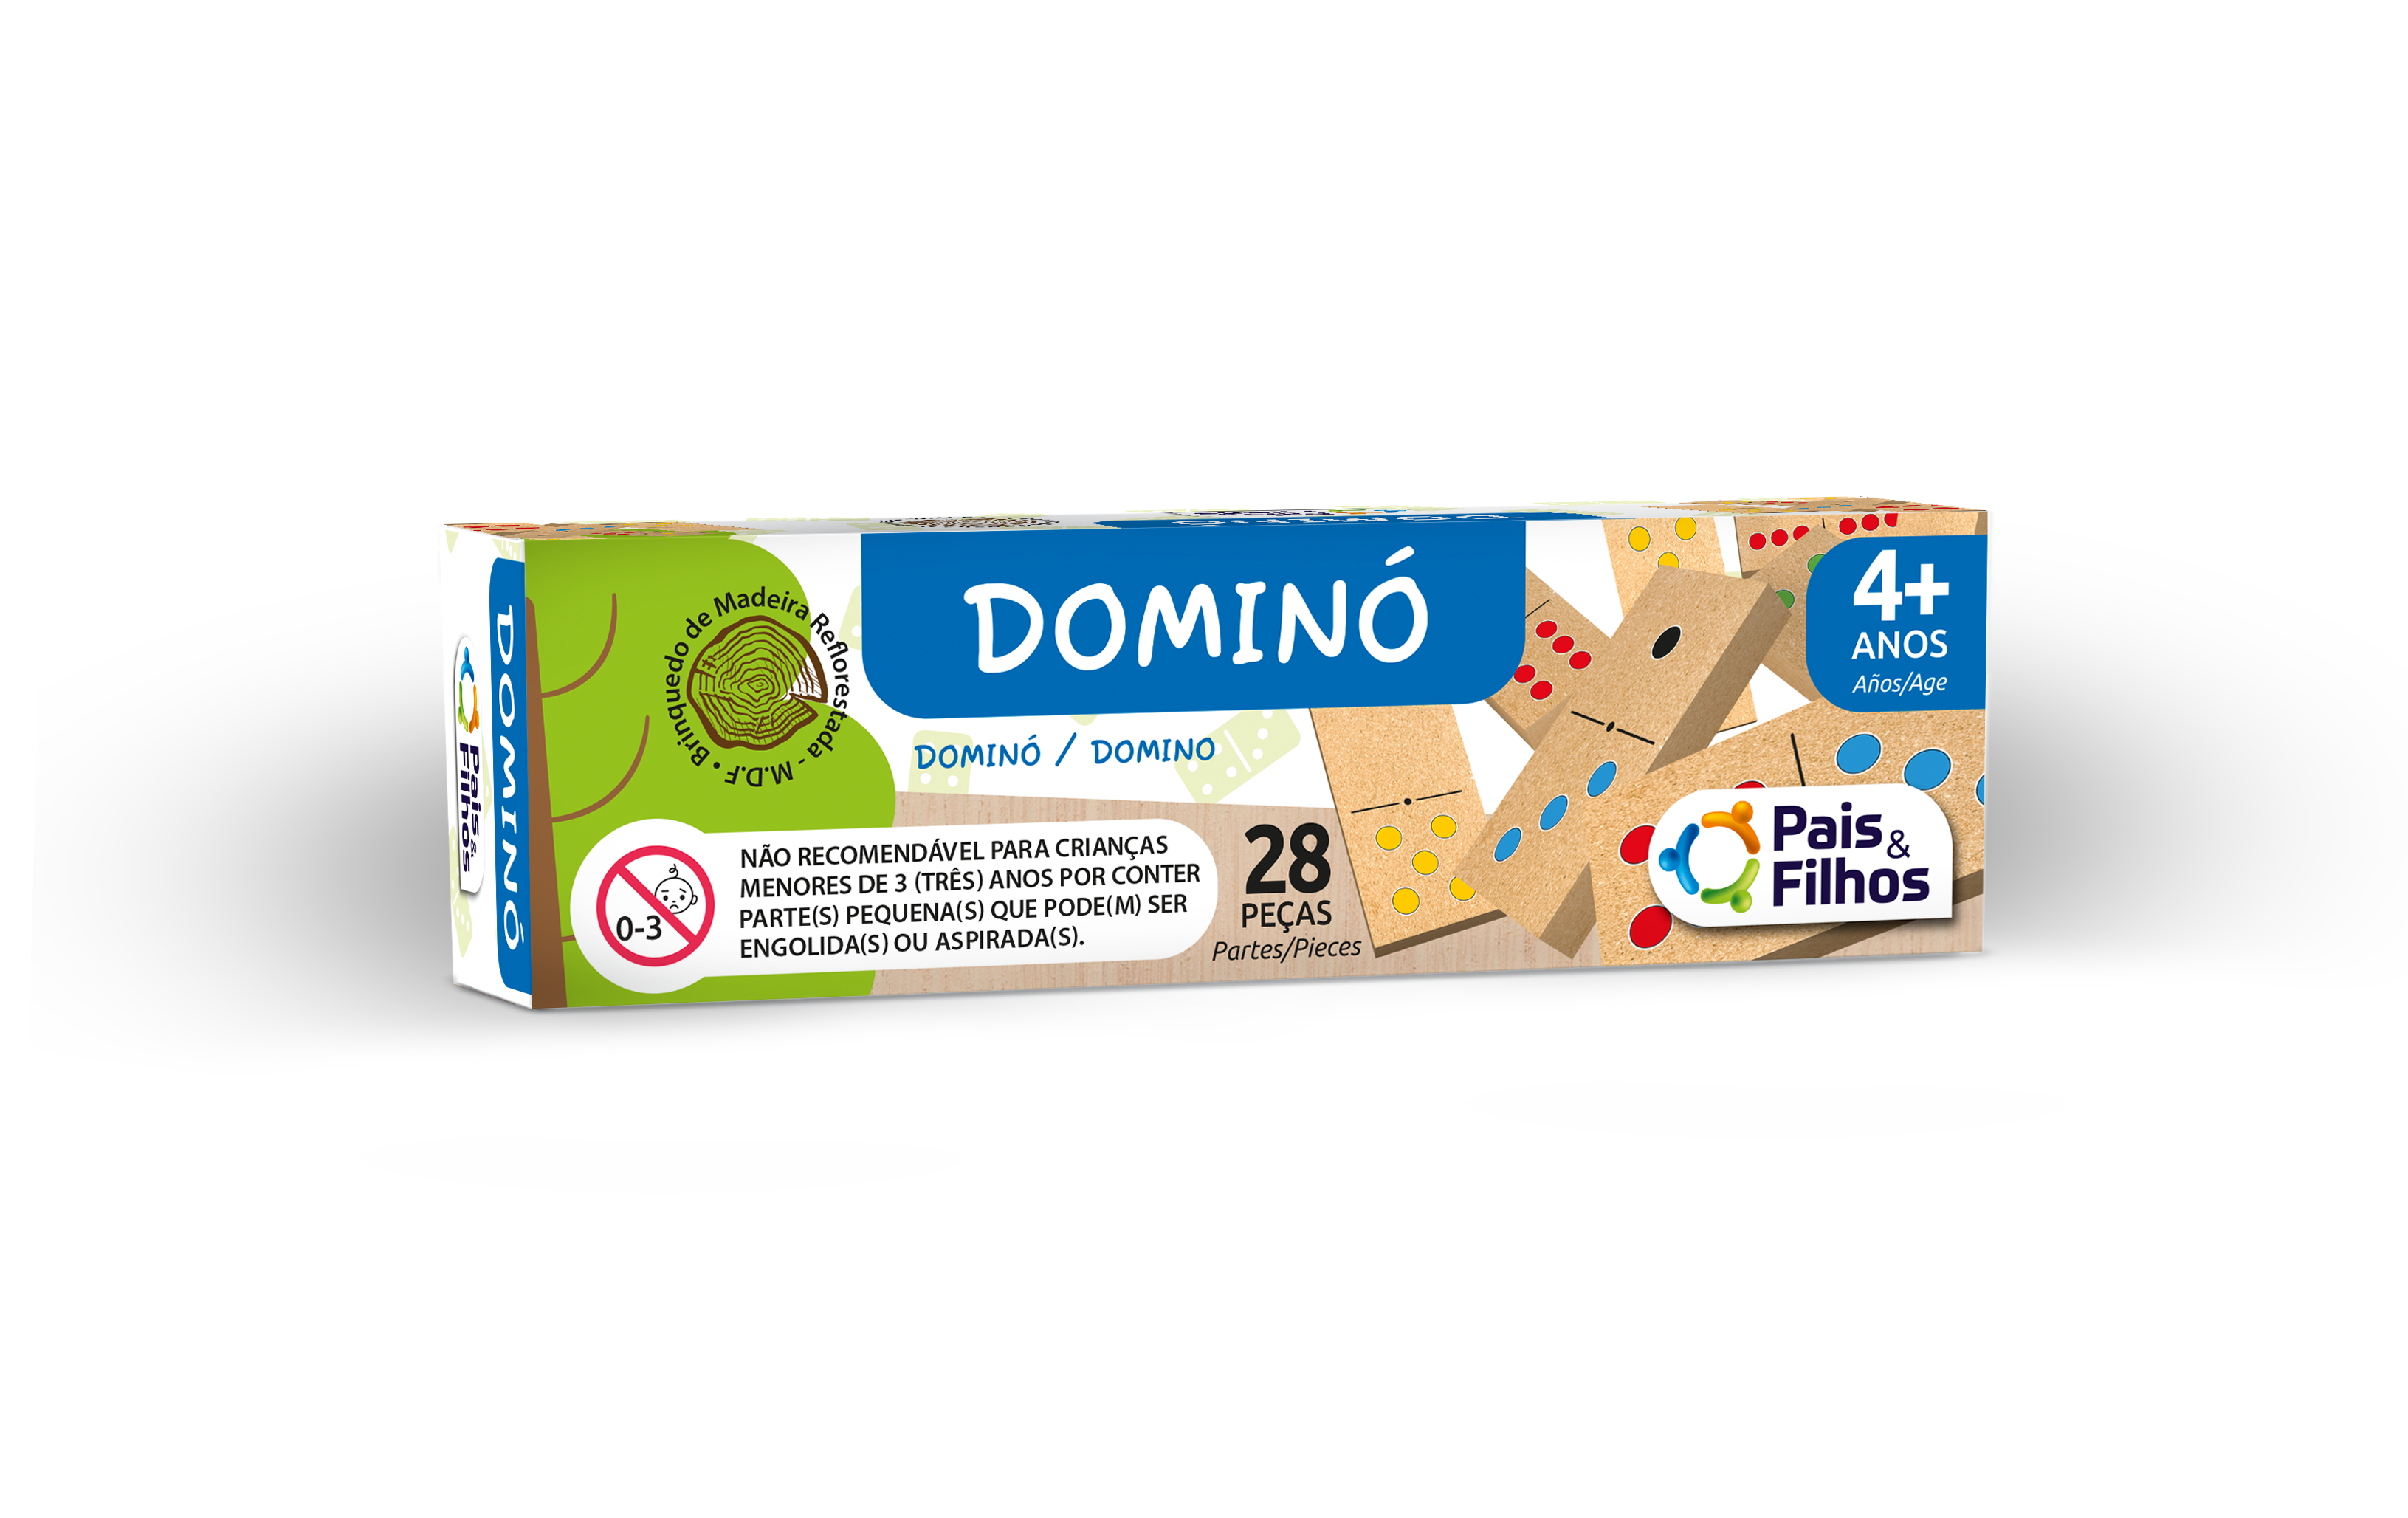 DOMINÓ
4+
ANOS
Años/Age
Brinquedo de Madeira Reflorestada - M.D.F •
DOMINÓ / DOMINO
NÃO RECOMENDÁVEL PARA CRIANÇAS
MENORES DE 3 (TRÊS) ANOS POR CONTER
PARTE(S) PEQUENA(S) QUE PODE(M) SER
ENGOLIDA(S) OU ASPIRADA(S).
0-3
28
PEÇAS
Partes/Pieces
Pais &
Filhos
DOMINÓ
Pais &
Filhos
DOMINÓ